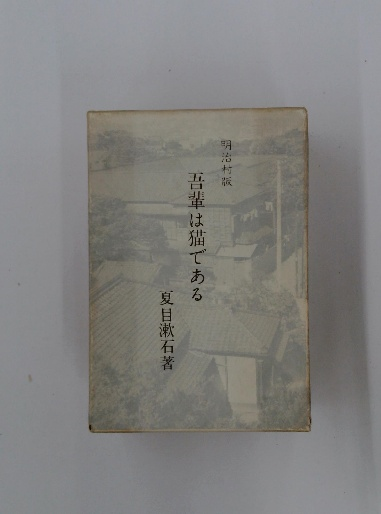 明治村版
吾輩は猫である
夏目漱石著